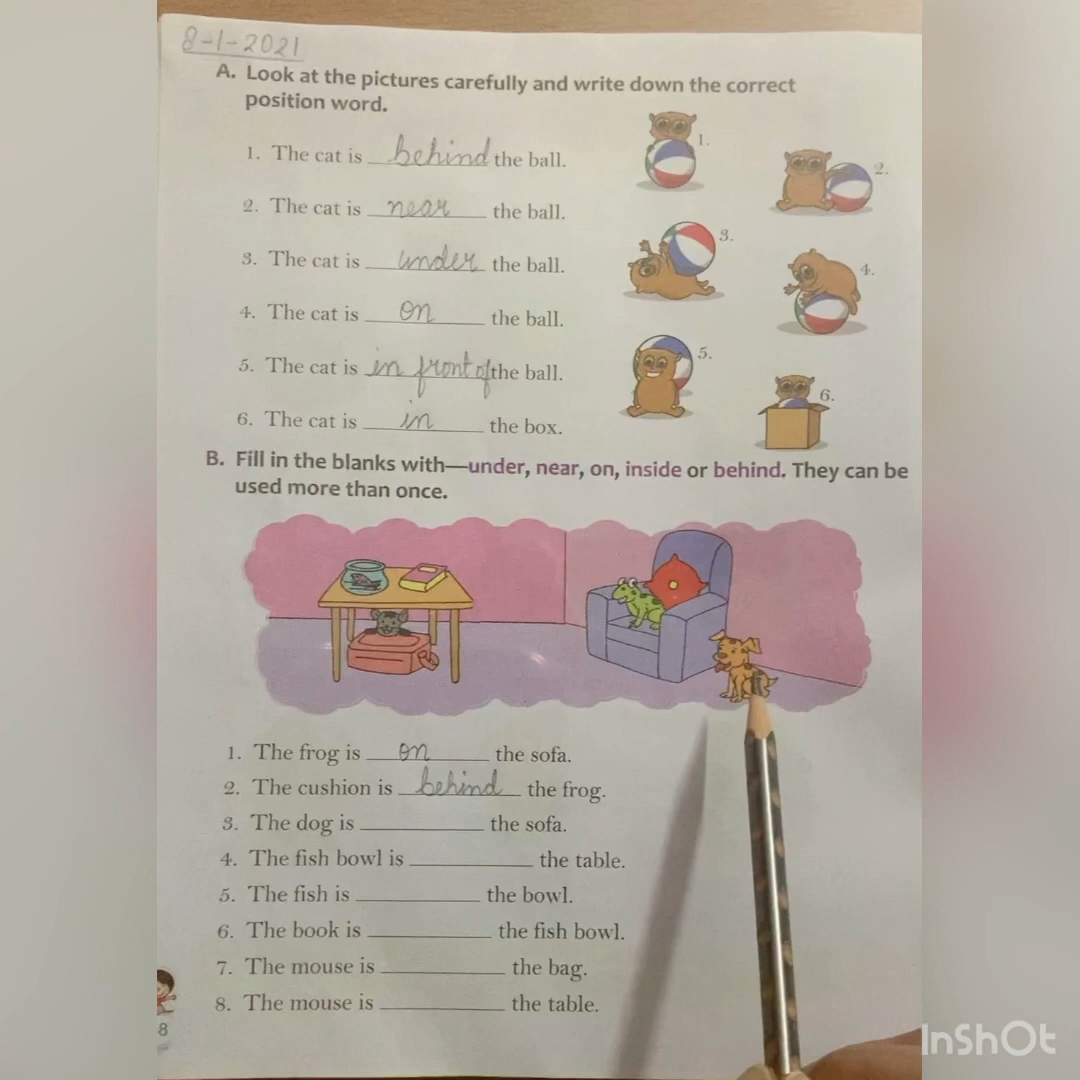 8-1-2021
A. Look at the pictures carefully and write down the correct
position word.
1. The cat is behind the ball.
2. The cat is near the ball.
3. The cat is under the ball.
4. The cat is on the ball.
5. The cat is in front of the ball.
6. The cat is in the box.
1.
2.
3.
4.
5.
6.
B. Fill in the blanks with—under, near, on, inside or behind. They can be
used more than once.
1. The frog is on the sofa.
2. The cushion is behind the frog.
3. The dog is __________ the sofa.
4. The fish bowl is __________ the table.
5. The fish is __________ the bowl.
6. The book is __________ the fish bowl.
7. The mouse is __________ the bag.
8. The mouse is __________ the table.
8
InShOt